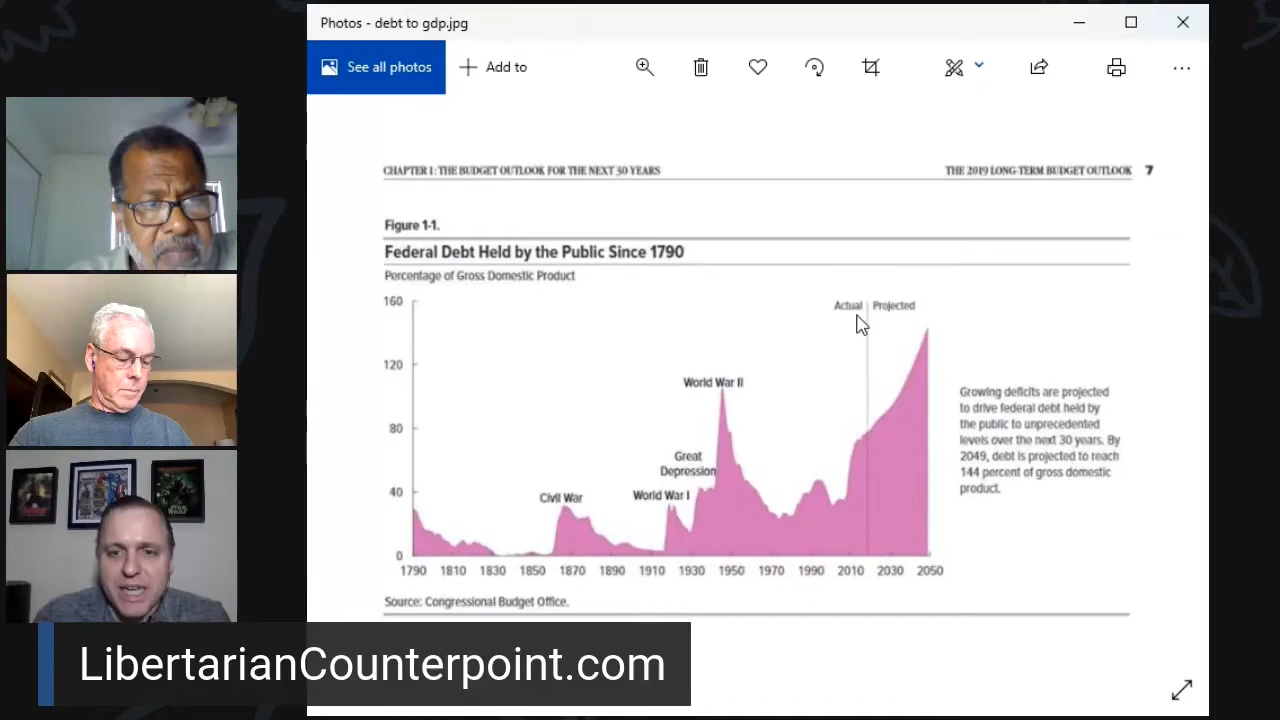 Photos - debt to gdp.jpg
See all photos
Add to
CHAPTER 1: THE BUDGET OUTLOOK FOR THE NEXT 30 YEARS
THE 2019 LONG-TERM BUDGET OUTLOOK 7
Figure 1-1.
Federal Debt Held by the Public Since 1790
Percentage of Gross Domestic Product
160
Actual
Projected
120
World War II
80
Great
Depression
40
Civil War
World War I
0
1790 1810 1830 1850 1870 1890 1910 1930 1950 1970 1990 2010 2030 2050
Growing deficits are projected
to drive federal debt held by
the public to unprecedented
levels over the next 30 years. By
2049, debt is projected to reach
144 percent of gross domestic
product.
Source: Congressional Budget Office.
LibertarianCounterpoint.com